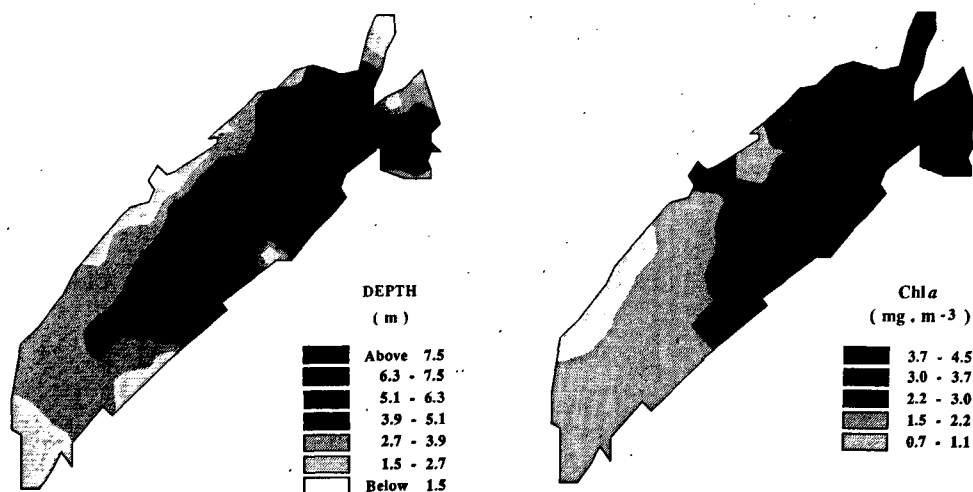 DEPTH
( m )
Above 7.5
6.3 - 7.5
5.1 - 6.3
3.9 - 5.1
2.7 - 3.9
1.5 - 2.7
Below 1.5
Chl a
( mg . m -3 )
3.7 - 4.5
3.0 - 3.7
2.2 - 3.0
1.5 - 2.2
0.7 - 1.1